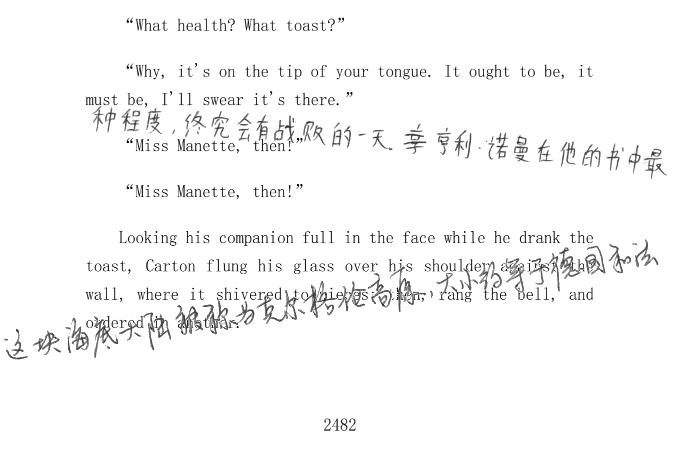 “What health? What toast?”
“Why, it's on the tip of your tongue. It ought to be, it
must be, I'll swear it's there.”
种程度，终究会有战败的一天。享亨利·诺曼在他的书中最
“Miss Manette, then!”
“Miss Manette, then!”
Looking his companion full in the face while he drank the
toast, Carton flung his glass over his shoulder against the
wall, where it shivered to pieces; then, rang the bell, and
ordered in another.
这块海底大陆被称为克尔格伦高原，大小约等于德国和法
2482